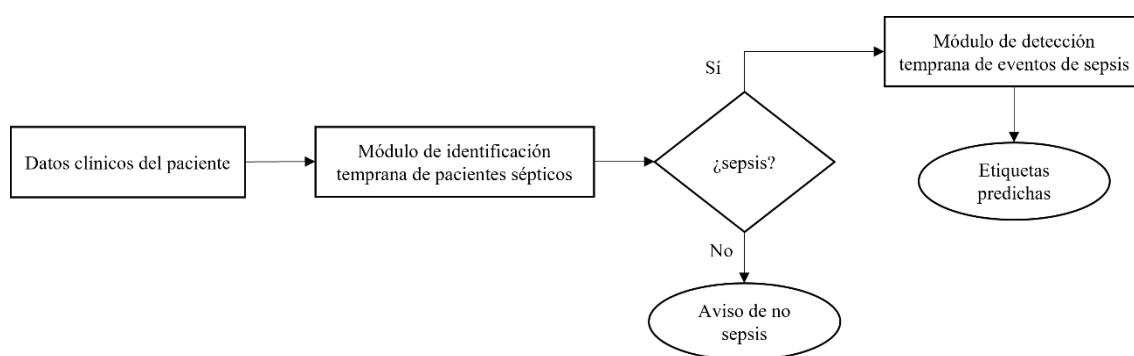 Datos clínicos del paciente
Módulo de identificación
temprana de pacientes sépticos
¿sepsis?
Sí
Módulo de detección
temprana de eventos de sepsis
Etiquetas
predichas
No
Aviso de no
sepsis